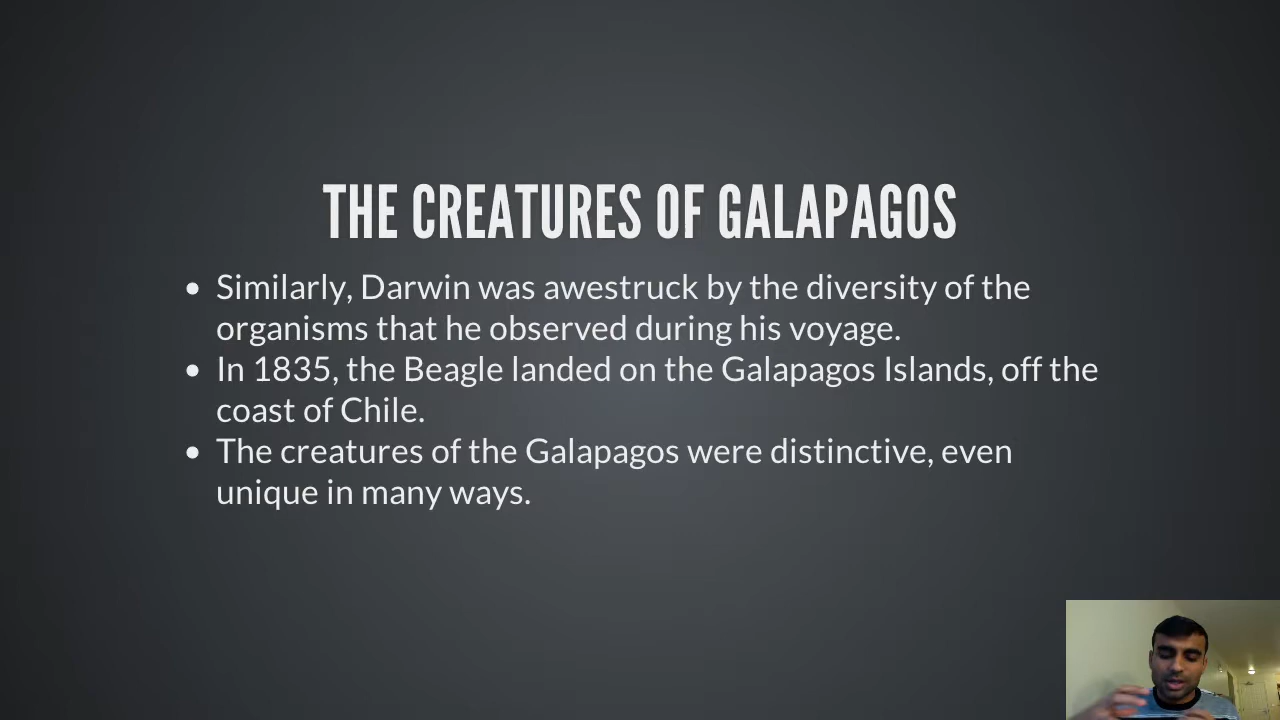 THE CREATURES OF GALAPAGOS
• Similarly, Darwin was awestruck by the diversity of the
organisms that he observed during his voyage.
• In 1835, the Beagle landed on the Galapagos Islands, off the
coast of Chile.
• The creatures of the Galapagos were distinctive, even
unique in many ways.